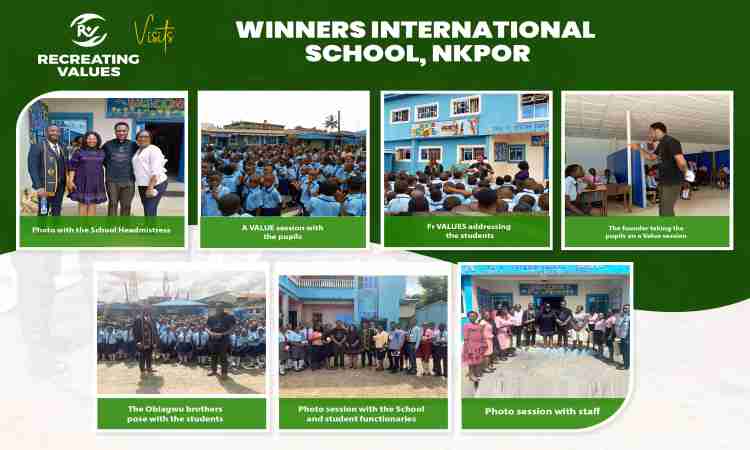 RV
RECREATING
VALUES
Visits
WINNERS INTERNATIONAL
SCHOOL, NKPOR
Photo with the School Headmistress
A VALUE session with
the pupils
Fr VALUES addressing
the students
The founder taking the
pupils on a Value session
The Obiagwu brothers
pose with the students
Photo session with the School
and student functionaries
Photo session with staff